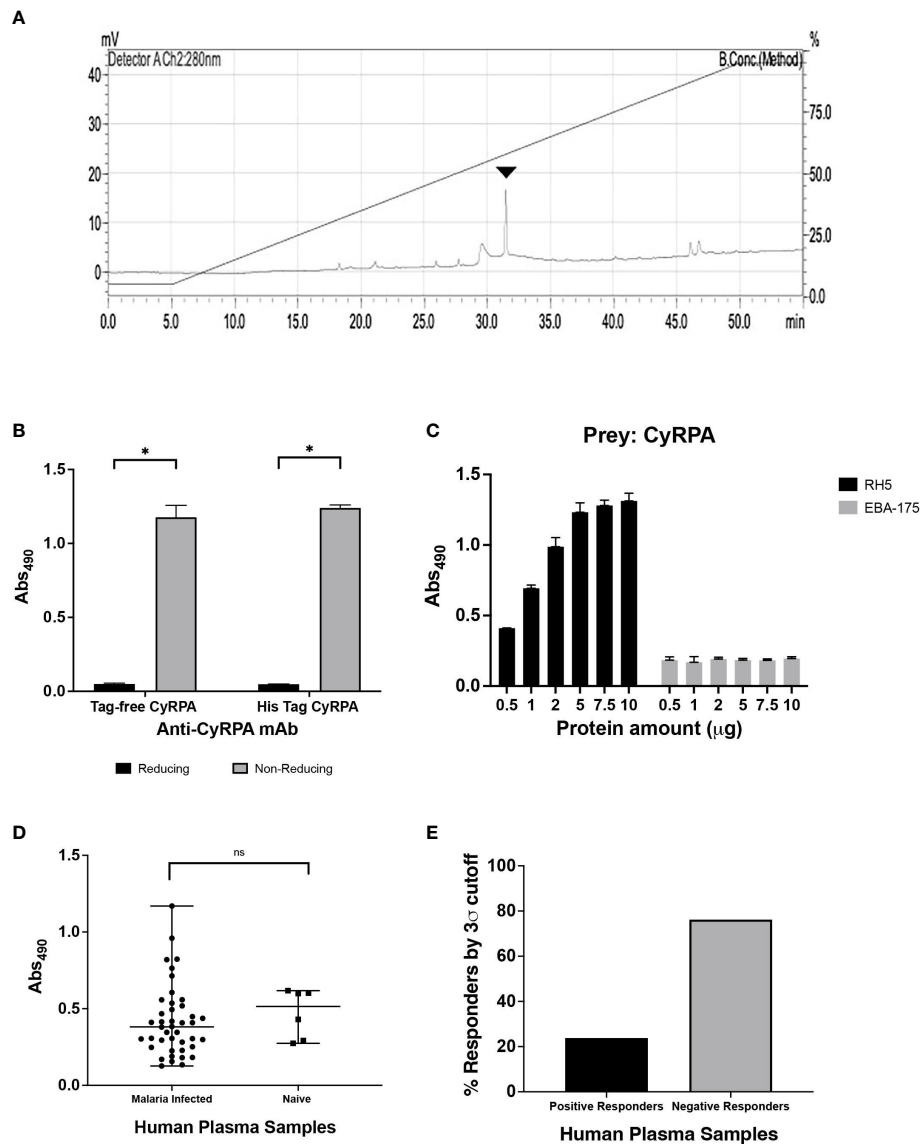 A
mV
%
Detector A Ch2:280nm
B.Conc.(Method)
40
30
20
10
0
75.0
50.0
25.0
0.0
0.0 5.0 10.0 15.0 20.0 25.0 30.0 35.0 40.0 45.0 50.0 min
B
* *
1.5
1.0
0.5
0.0
Abs490
Tag-free CyRPA His Tag CyRPA
Anti-CyRPA mAb
Reducing Non-Reducing
C
Prey: CyRPA
1.5
1.0
0.5
0.0
Abs490
RH5
EBA-175
0.5 1 2 5 7.5 10 0.5 1 2 5 7.5 10
Protein amount (μg)
D
ns
1.5
1.0
0.5
0.0
Abs490
Malaria Infected Naive
Human Plasma Samples
E
100
80
60
40
20
0
% Responders by 3σ cutoff
Positive Responders Negative Responders
Human Plasma Samples